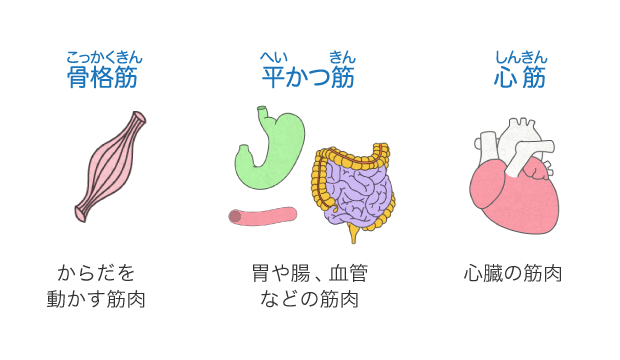 こっかくきん
骨格筋
へい きん
平かつ筋
しんきん
心筋
からだを
動かす筋肉
胃や腸、血管
などの筋肉
心臓の筋肉